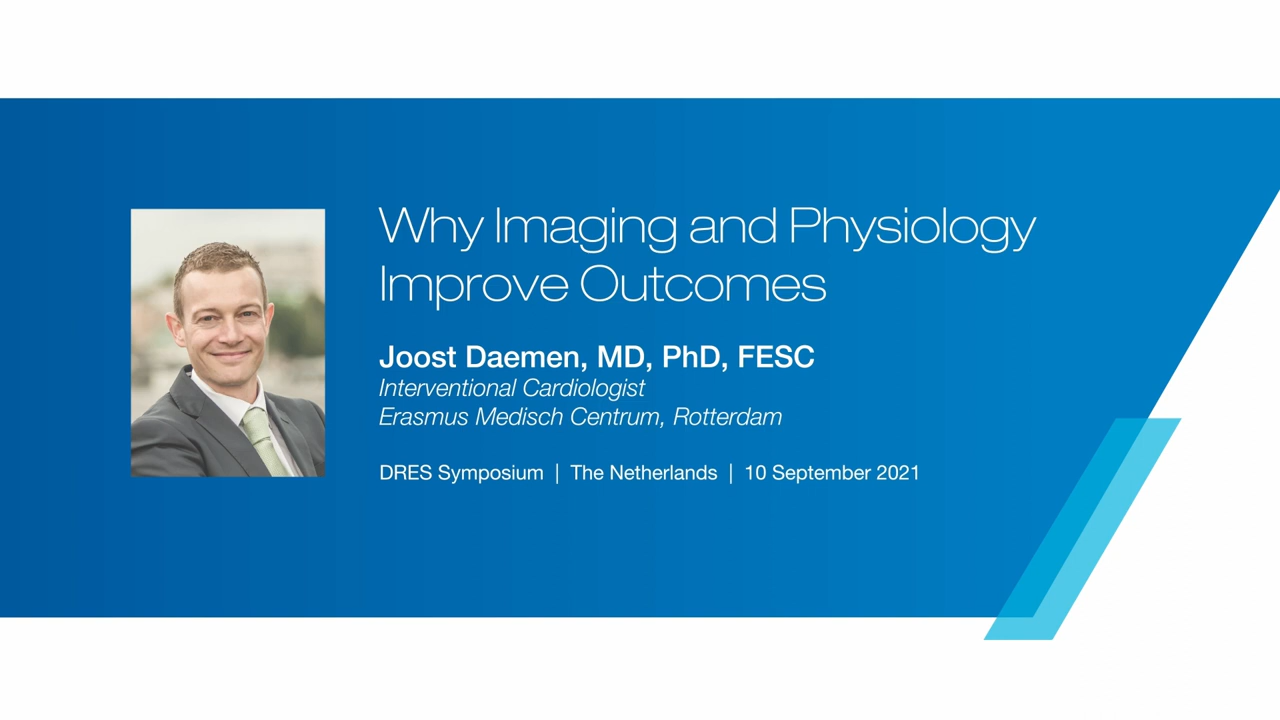 Why Imaging and Physiology
Improve Outcomes
Joost Daemen, MD, PhD, FESC
Interventional Cardiologist
Erasmus Medisch Centrum, Rotterdam
DRES Symposium | The Netherlands | 10 September 2021